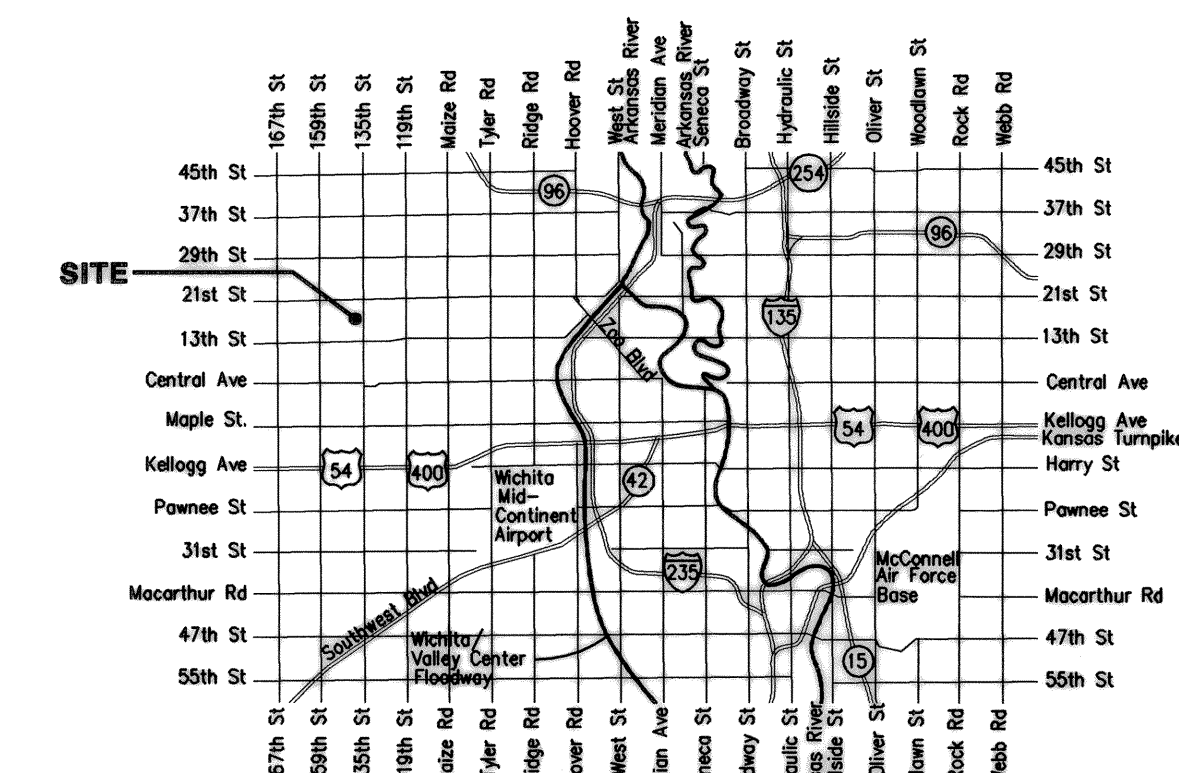 167th St
159th St
135th St
119th St
Maize Rd
Tyler Rd
Ridge Rd
Hoover Rd
West St
Arkansas River
Meridian Ave
Arkansas River
Seneca St
Broadway St
Hydraulic St
Hillside St
Oliver St
Woodlawn St
Rock Rd
Webb Rd
45th St
254
45th St
96
37th St
37th St
96
29th St
29th St
SITE
21st St
21st St
135
13th St
Zoo Blvd
13th St
Central Ave
Central Ave
Maple St.
54
400
Kellogg Ave
Kansas Turnpike
Kellogg Ave
54
400
Harry St
Wichita
Mid-
Continent
Airport
42
Pawnee St
Pawnee St
31st St
31st St
235
McConnell
Air Force
Base
Macarthur Rd
Macarthur Rd
Southwest Blvd
47th St
Wichita/
Valley Center
Floodway
47th St
15
55th St
55th St
67th St
59th St
35th St
19th St
aize Rd
Tyler Rd
idge Rd
over Rd
West St
ian Ave
neca St
dway St
aulic St
as River
lside St
Oliver St
lawn St
Rock Rd
ebb Rd